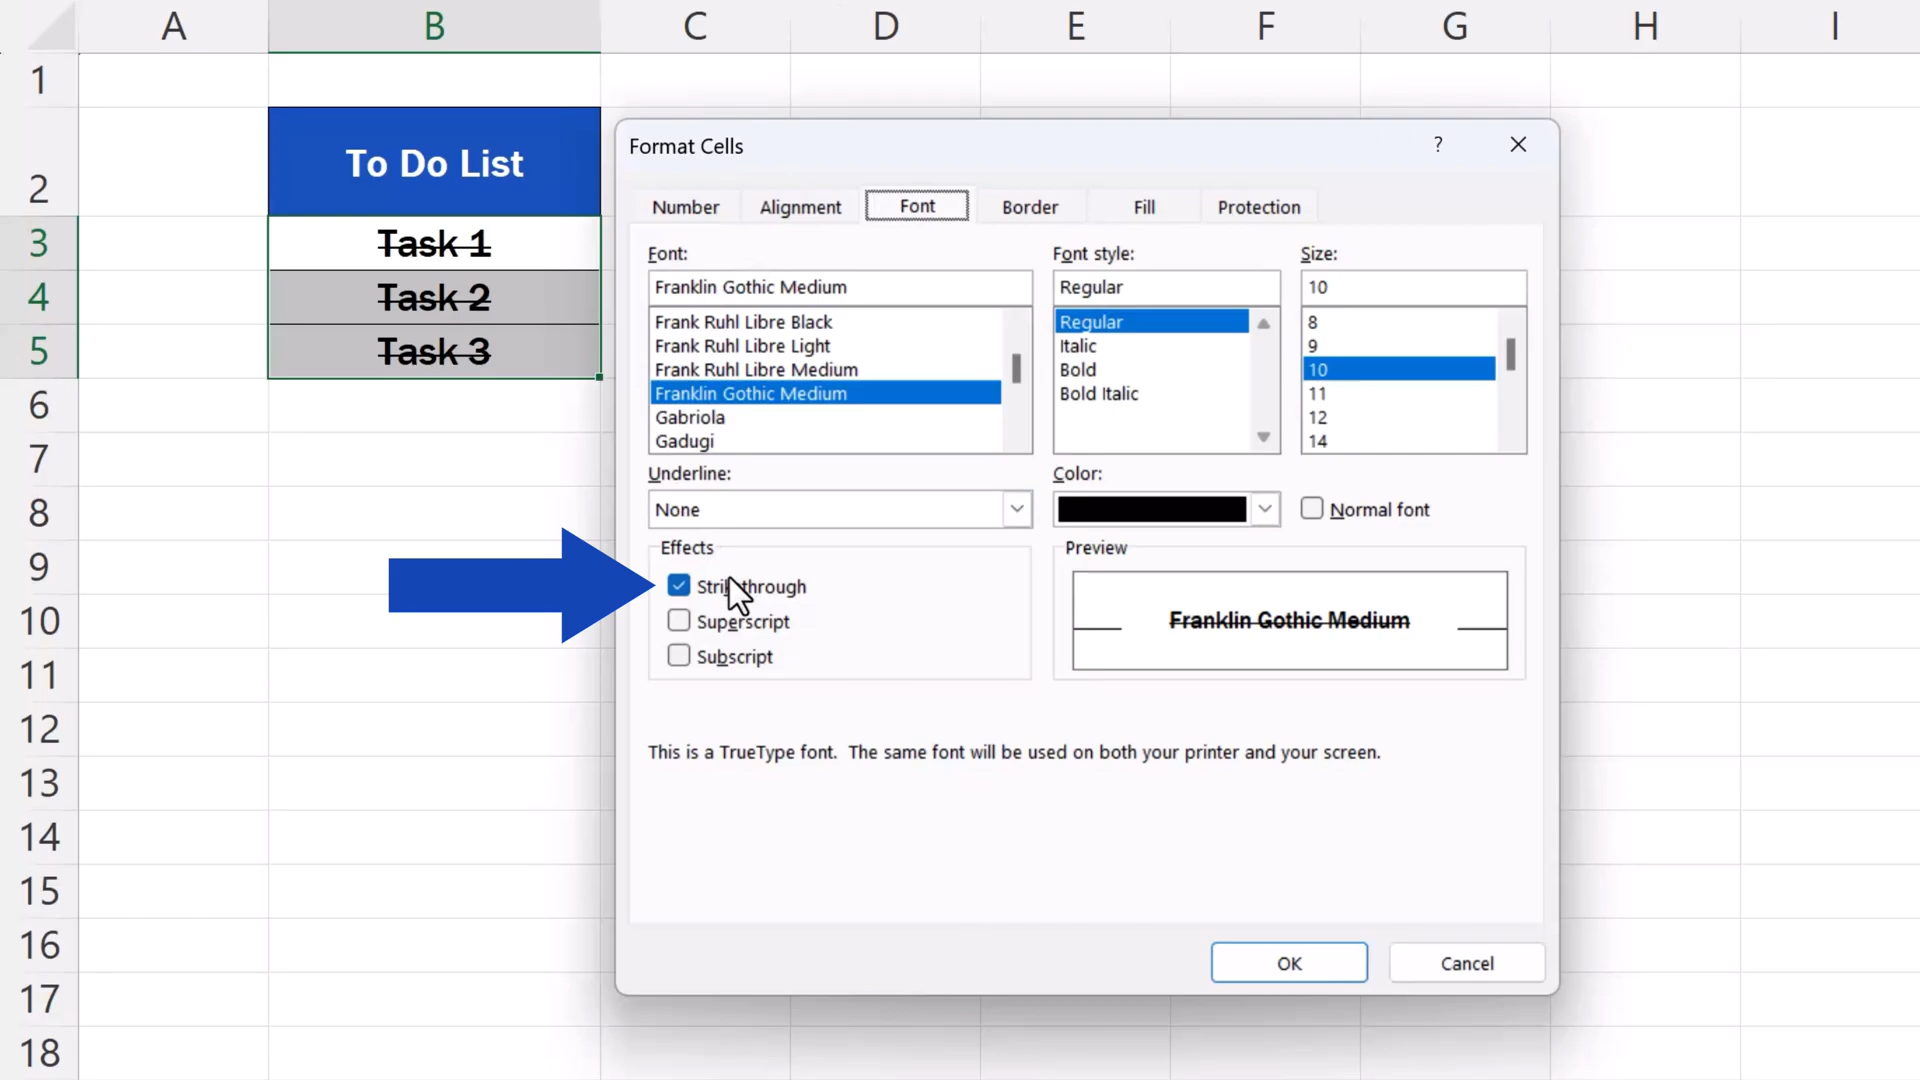 A B C D E F G H I
1
2 To Do List
3 Task 1
4 Task 2
5 Task 3
6
7
8
9
10
11
12
13
14
15
16
17
18
Format Cells ?
Number Alignment Font Border Fill Protection
Font: Font style: Size:
Franklin Gothic Medium Regular 10
Frank Ruhl Libre Black Regular 8
Frank Ruhl Libre Light Italic 9
Frank Ruhl Libre Medium Bold 10
Franklin Gothic Medium Bold Italic 11
Gabriola 12
Gadugi 14
Underline: Color:
None Normal font
Effects Preview
Strikethrough
Superscript Franklin Gothic Medium
Subscript
This is a TrueType font. The same font will be used on both your printer and your screen.
OK Cancel